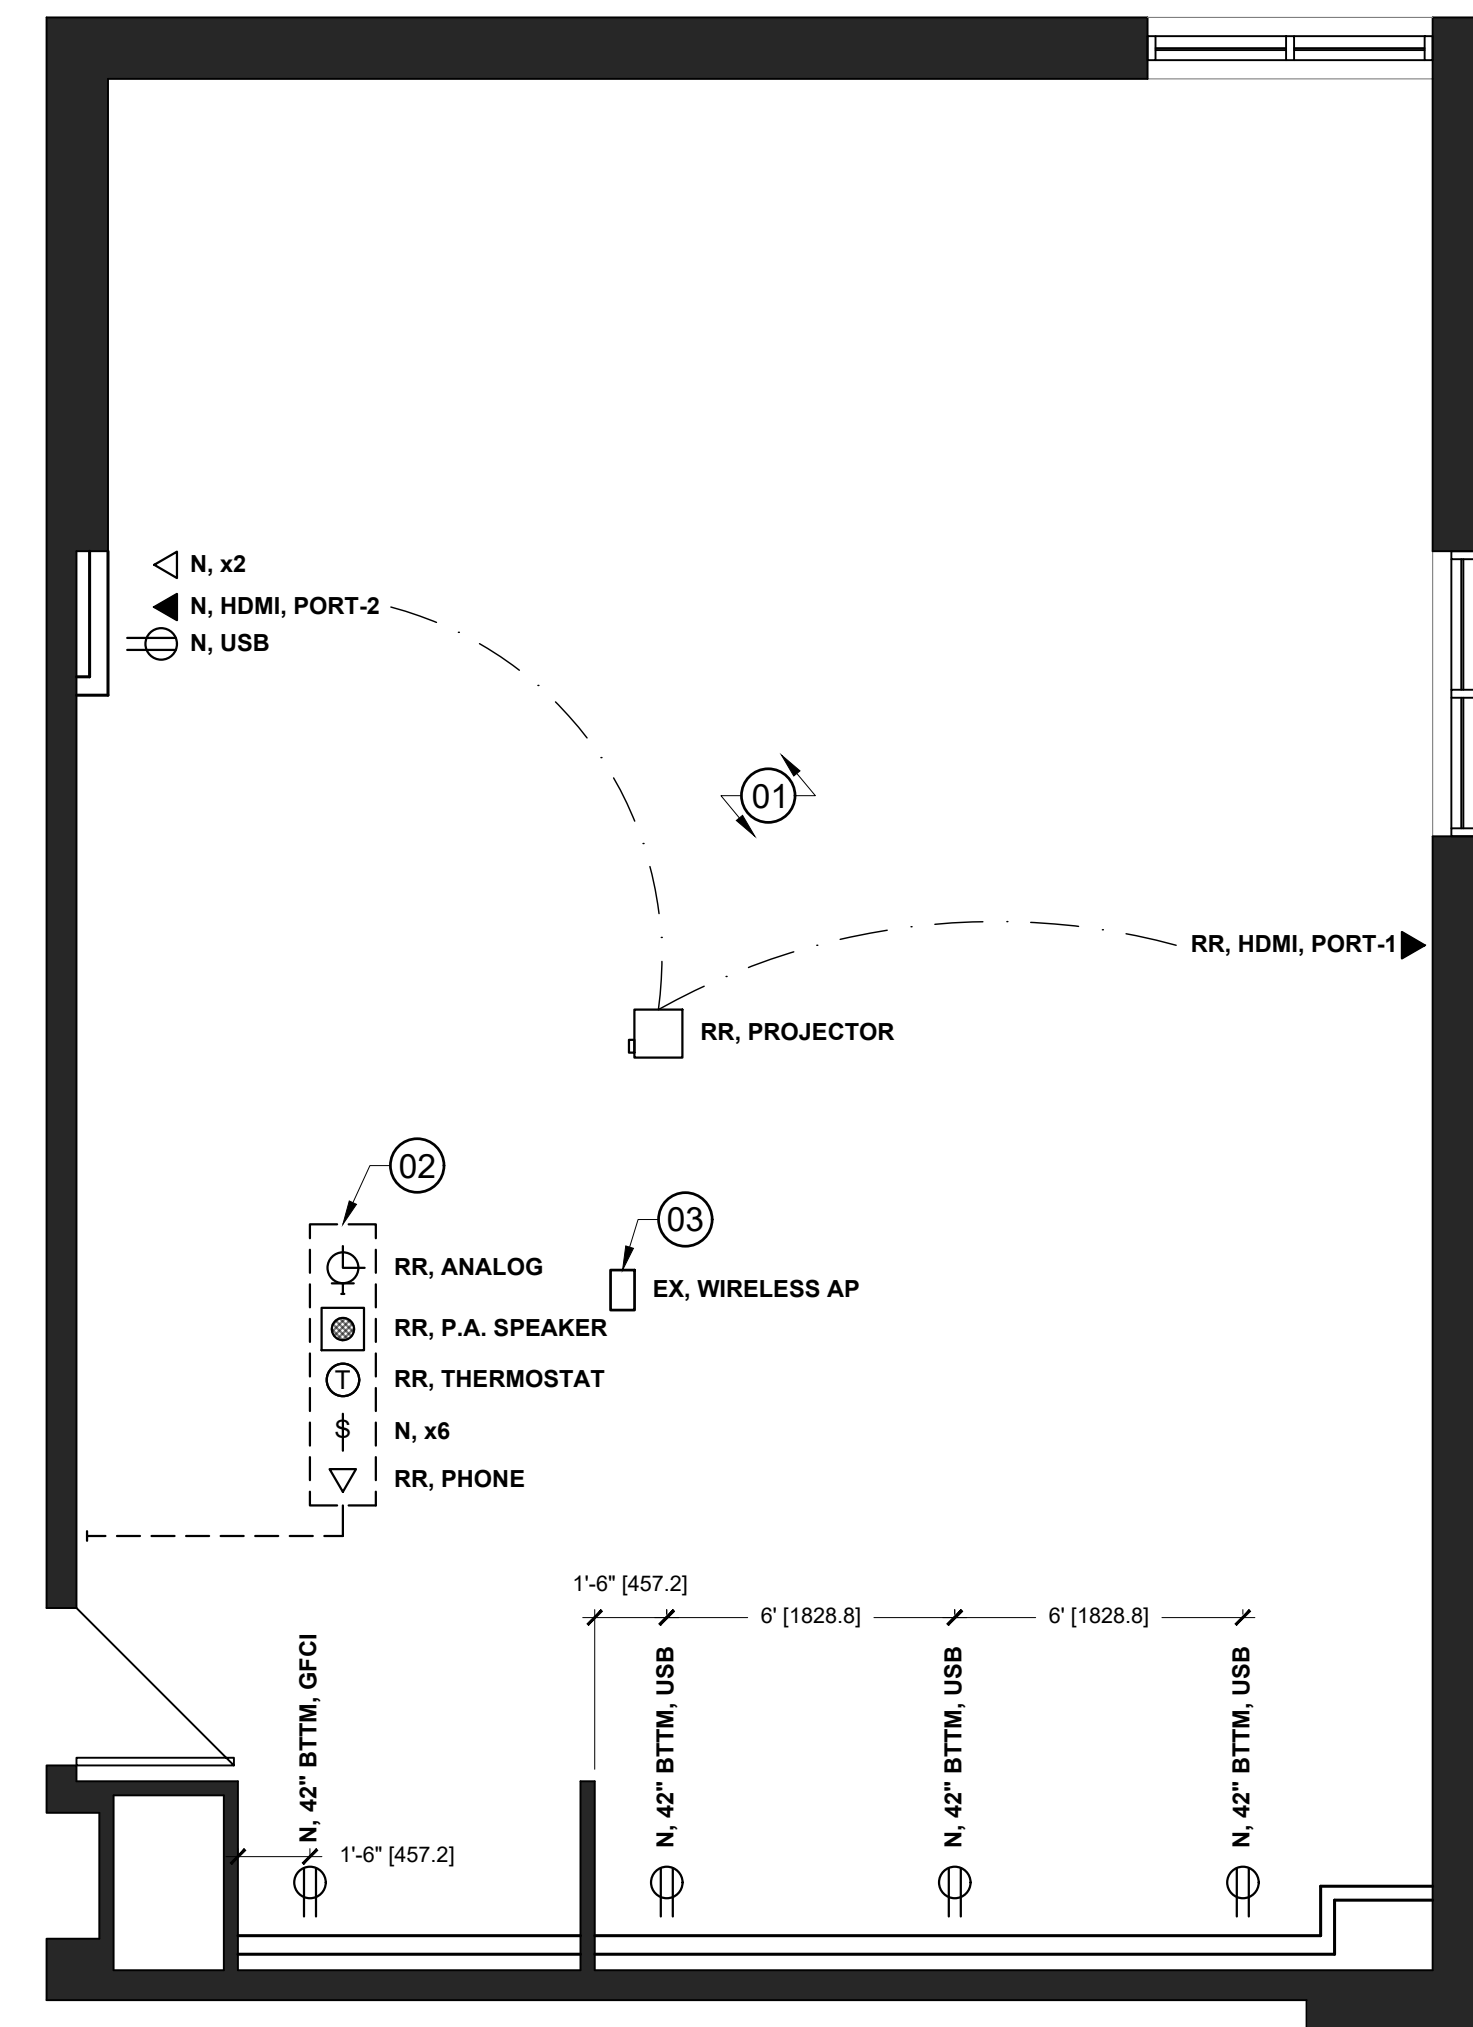 N, x2
N, HDMI, PORT-2
N, USB
01
RR, HDMI, PORT-1
RR, PROJECTOR
02
03
RR, ANALOG
EX, WIRELESS AP
RR, P.A. SPEAKER
T
RR, THERMOSTAT
$
N, x6
RR, PHONE
1'-6" [457.2]
6' [1828.8]
6' [1828.8]
N, 42" BTTM, GFCI
N, 42" BTTM, USB
N, 42" BTTM, USB
N, 42" BTTM, USB
1'-6" [457.2]